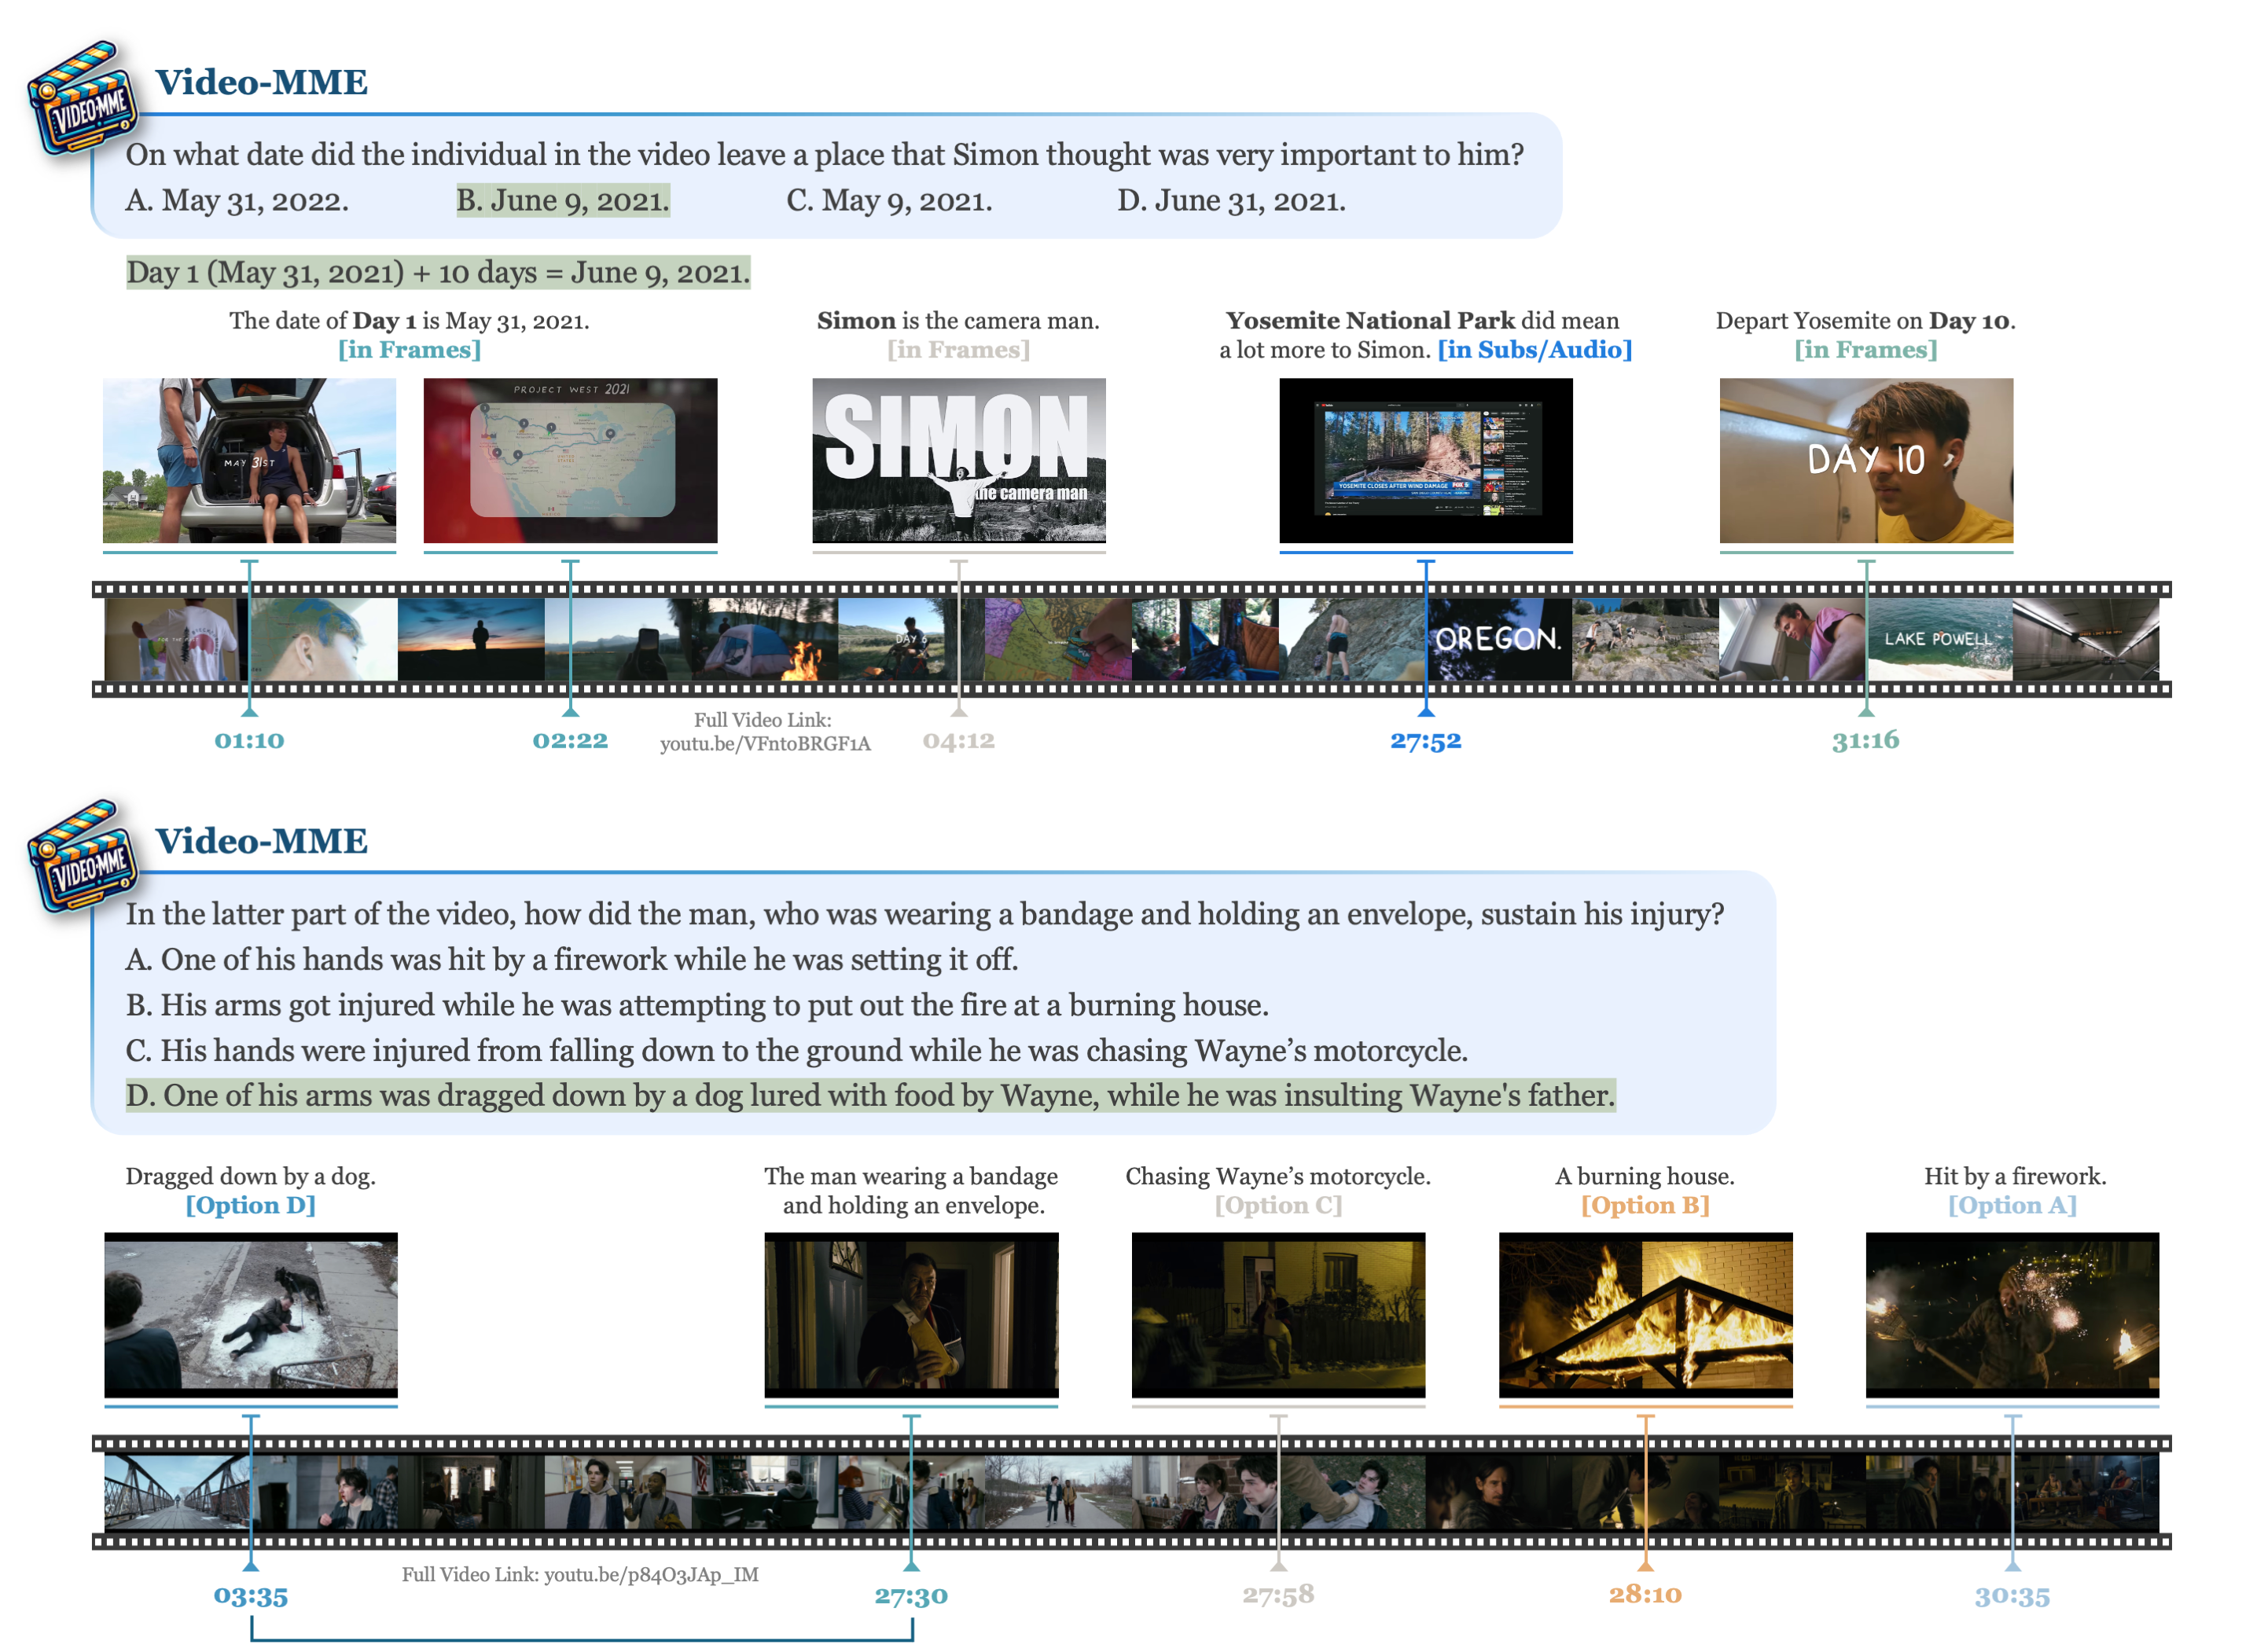 VIDEO-MME
Video-MME
On what date did the individual in the video leave a place that Simon thought was very important to him?
A. May 31, 2022. B. June 9, 2021. C. May 9, 2021. D. June 31, 2021.
Day 1 (May 31, 2021) + 10 days = June 9, 2021.
The date of Day 1 is May 31, 2021.
[in Frames]
Simon is the camera man.
[in Frames]
Yosemite National Park did mean
a lot more to Simon. [in Subs/Audio]
Depart Yosemite on Day 10.
[in Frames]
MAY 31ST
PROJECT WEST 2021
SIMON
the camera man
YOSEMITE CLOSES AFTER WIND DAMAGE
DAY 10
DAY 6
OREGON.
LAKE POWELL
01:10
02:22
Full Video Link:
youtu.be/VFntoBRGF1A
04:12
27:52
31:16
VIDEO-MME
Video-MME
In the latter part of the video, how did the man, who was wearing a bandage and holding an envelope, sustain his injury?
A. One of his hands was hit by a firework while he was setting it off.
B. His arms got injured while he was attempting to put out the fire at a burning house.
C. His hands were injured from falling down to the ground while he was chasing Wayne’s motorcycle.
D. One of his arms was dragged down by a dog lured with food by Wayne, while he was insulting Wayne's father.
Dragged down by a dog.
[Option D]
The man wearing a bandage
and holding an envelope.
Chasing Wayne’s motorcycle.
[Option C]
A burning house.
[Option B]
Hit by a firework.
[Option A]
03:35
Full Video Link: youtu.be/p84O3JAp_IM
27:30
27:58
28:10
30:35